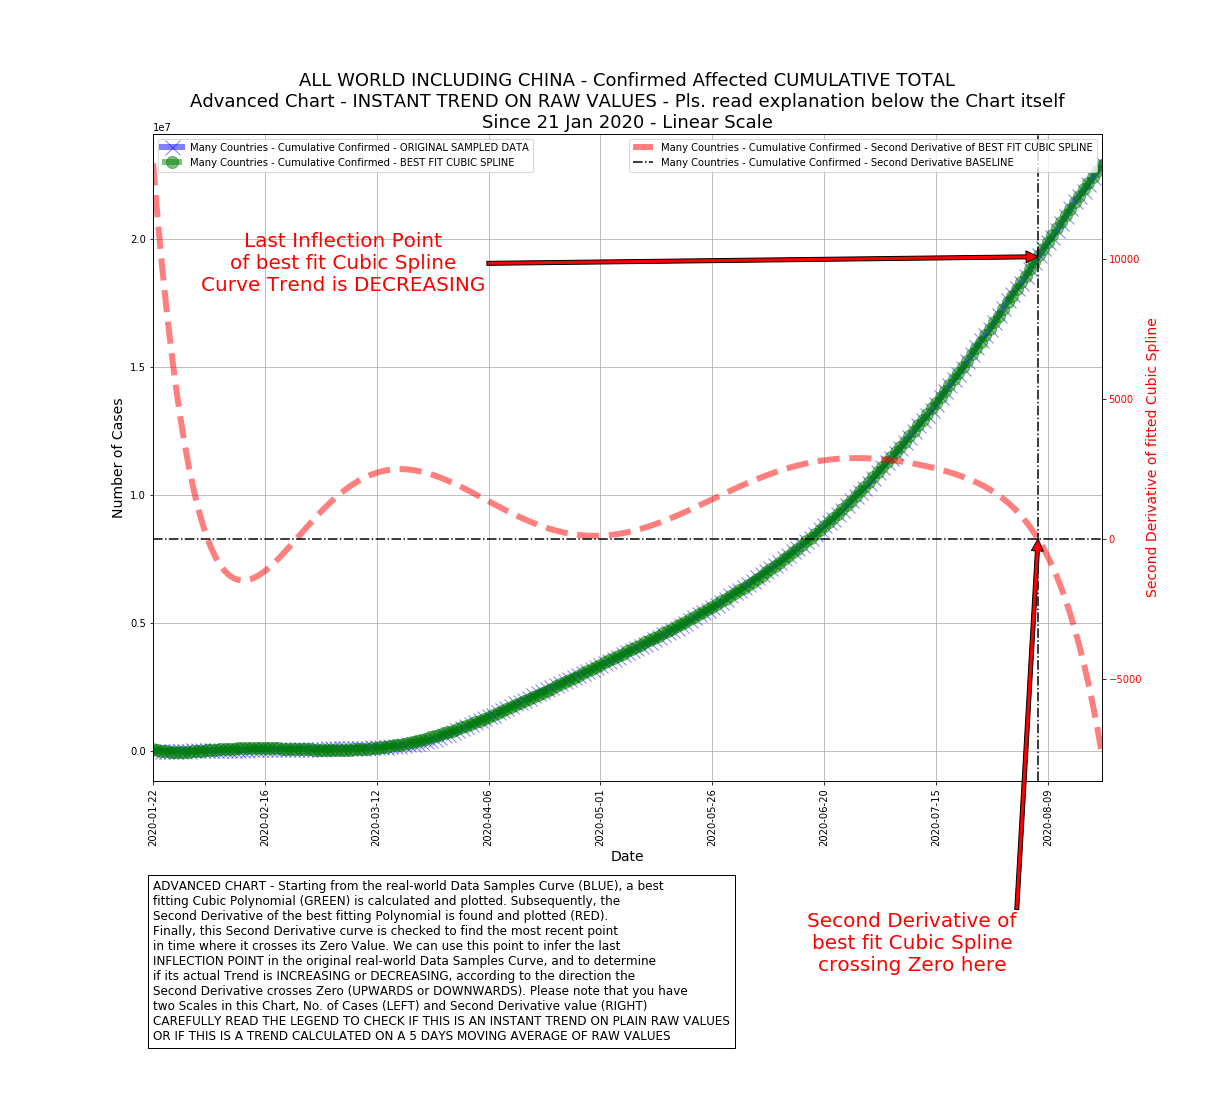 ALL WORLD INCLUDING CHINA - Confirmed Affected CUMULATIVE TOTAL
Advanced Chart - INSTANT TREND ON RAW VALUES - Pls. read explanation below the Chart itself
Since 21 Jan 2020 - Linear Scale
1e7
Many Countries - Cumulative Confirmed - ORIGINAL SAMPLED DATA
Many Countries - Cumulative Confirmed - BEST FIT CUBIC SPLINE
Many Countries - Cumulative Confirmed - Second Derivative of BEST FIT CUBIC SPLINE
Many Countries - Cumulative Confirmed - Second Derivative BASELINE
Last Inflection Point
of best fit Cubic Spline
Curve Trend is DECREASING
Number of Cases
2.0
1.5
1.0
0.5
0.0
10000
5000
0
−5000
Second Derivative of fitted Cubic Spline
2020-01-22
2020-02-16
2020-03-12
2020-04-06
2020-05-01
2020-05-26
2020-06-20
2020-07-15
2020-08-09
Date
ADVANCED CHART - Starting from the real-world Data Samples Curve (BLUE), a best
fitting Cubic Polynomial (GREEN) is calculated and plotted. Subsequently, the
Second Derivative of the best fitting Polynomial is found and plotted (RED).
Finally, this Second Derivative curve is checked to find the most recent point
in time where it crosses its Zero Value. We can use this point to infer the last
INFLECTION POINT in the original real-world Data Samples Curve, and to determine
if its actual Trend is INCREASING or DECREASING, according to the direction the
Second Derivative crosses Zero (UPWARDS or DOWNWARDS). Please note that you have
two Scales in this Chart, No. of Cases (LEFT) and Second Derivative value (RIGHT)
CAREFULLY READ THE LEGEND TO CHECK IF THIS IS AN INSTANT TREND ON PLAIN RAW VALUES
OR IF THIS IS A TREND CALCULATED ON A 5 DAYS MOVING AVERAGE OF RAW VALUES
Second Derivative of
best fit Cubic Spline
crossing Zero here